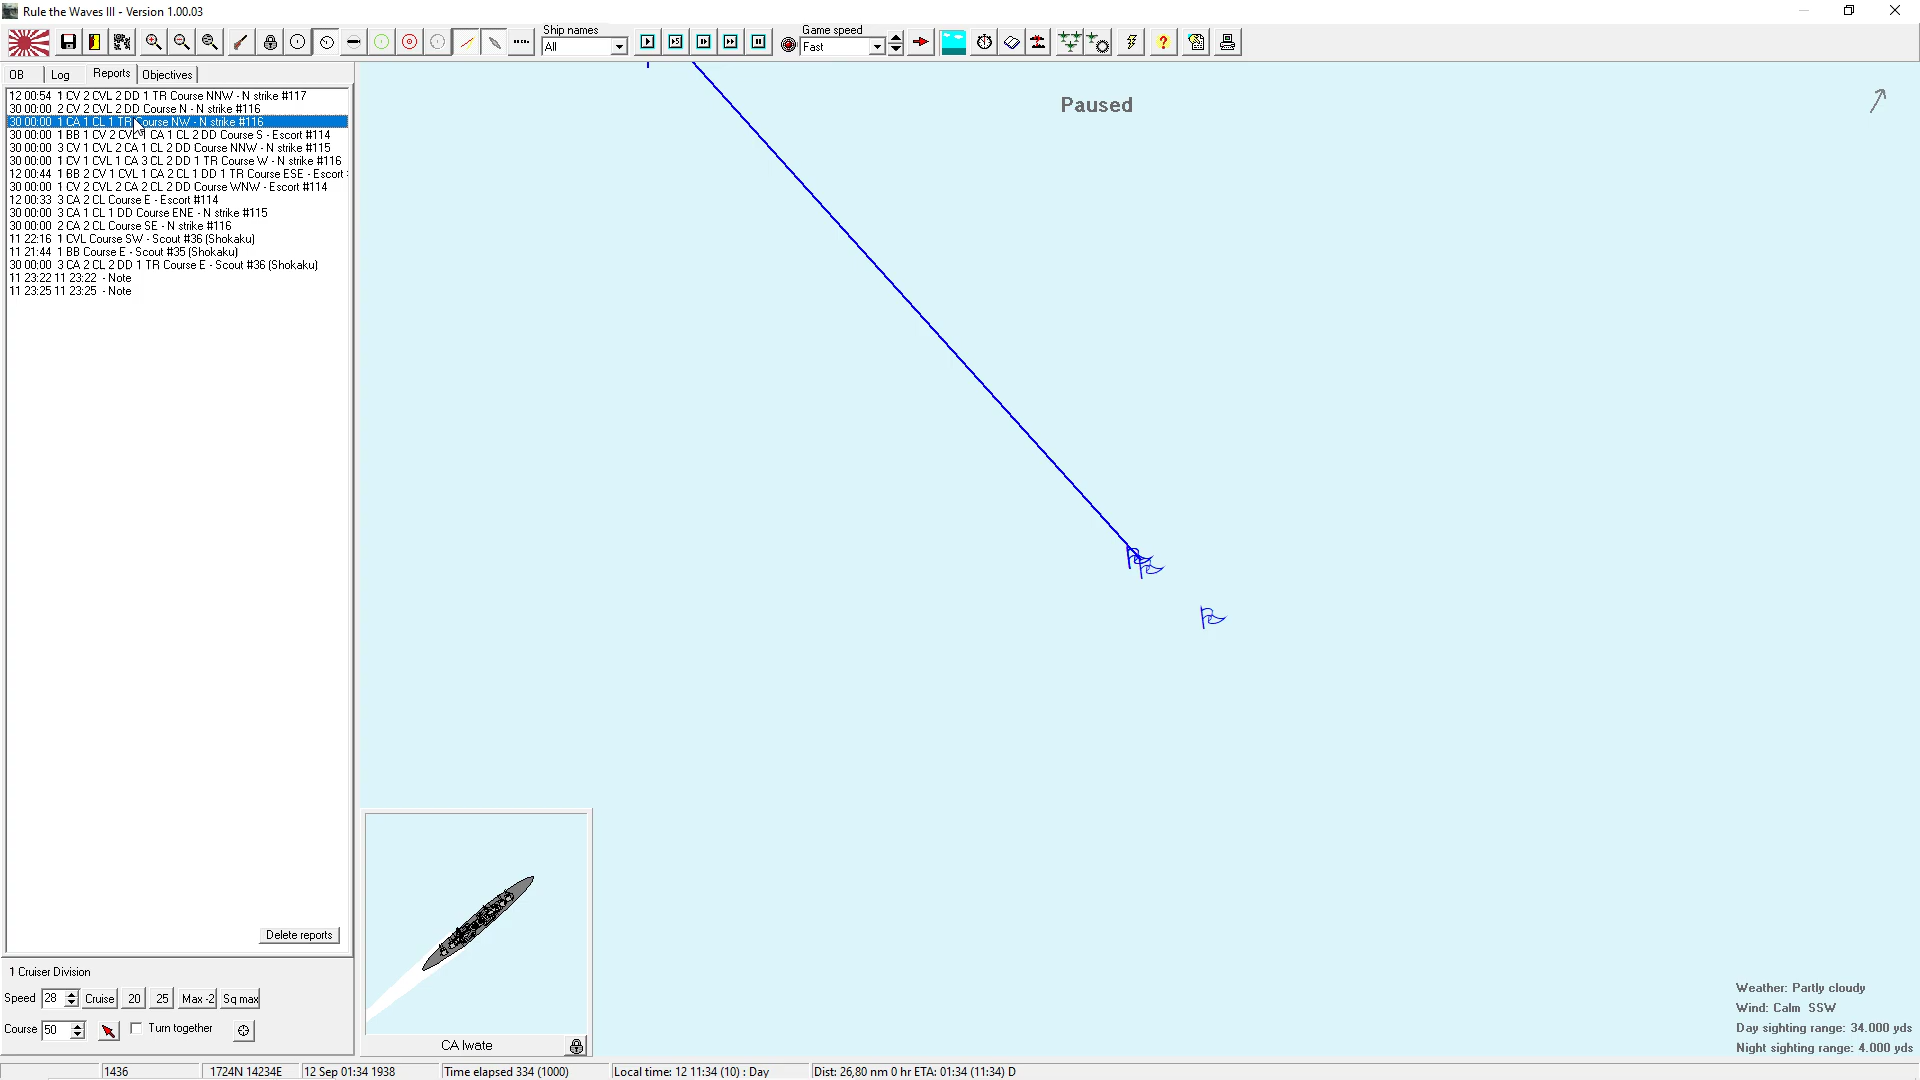 Rule the Waves III - Version 1.00.03
Ship names
All
Game speed
Fast
OB
Log
Reports
Objectives
12 00:54 1 CV 2 CVL 2 DD 1 TR Course NNW - N strike #117
30 00:00 2 CV 2 CVL 2 DD Course N - N strike #116
30 00:00 1 CA 1 CL 1 TR Course NW - N strike #116
30 00:00 1 BB 1 CV 2 CVL 1 CA 1 CL 2 DD Course S - Escort #114
30 00:00 3 CV 1 CVL 2 CA 1 CL 2 DD Course NNW - N strike #115
30 00:00 1 CV 1 CVL 1 CA 3 CL 2 DD 1 TR Course W - N strike #116
12 00:44 1 BB 2 CV 1 CVL 1 CA 2 CL 1 DD 1 TR Course ESE - Escort
30 00:00 1 CV 2 CVL 2 CA 2 CL 2 DD Course WNW - Escort #114
12 00:33 3 CA 2 CL Course E - Escort #114
30 00:00 3 CA 1 CL 1 DD Course ENE - N strike #115
30 00:00 2 CA 2 CL Course SE - N strike #116
11 22:16 1 CVL Course SW - Scout #36 (Shokaku)
11 21:44 1 BB Course E - Scout #35 (Shokaku)
30 00:00 3 CA 2 CL 2 DD 1 TR Course E - Scout #36 (Shokaku)
11 23:22 11 23:22 - Note
11 23:25 11 23:25 - Note
Paused
Delete reports
1 Cruiser Division
Speed 28 Cruise 20 25 Max -2 Sq max
Course 50 Turn together
CA Iwate
Weather: Partly cloudy
Wind: Calm SSW
Day sighting range: 34.000 yds
Night sighting range: 4.000 yds
1436
1724N 14234E
12 Sep 01:34 1938
Time elapsed 334 (1000)
Local time: 12 11:34 (10) : Day
Dist: 26,80 nm 0 hr ETA: 01:34 (11:34) D